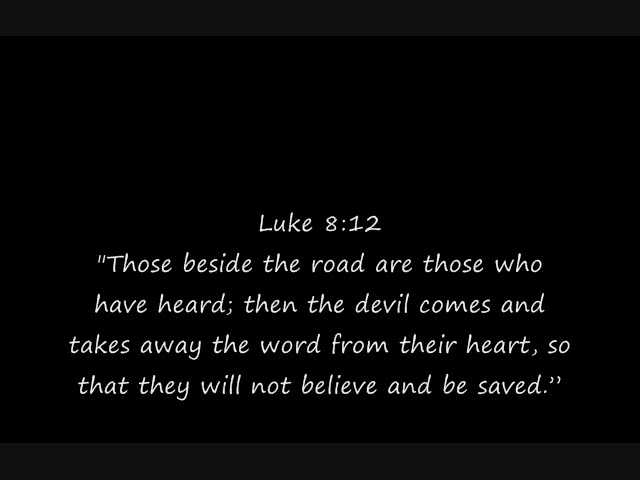 Luke 8:12
"Those beside the road are those who
have heard; then the devil comes and
takes away the word from their heart, so
that they will not believe and be saved.”